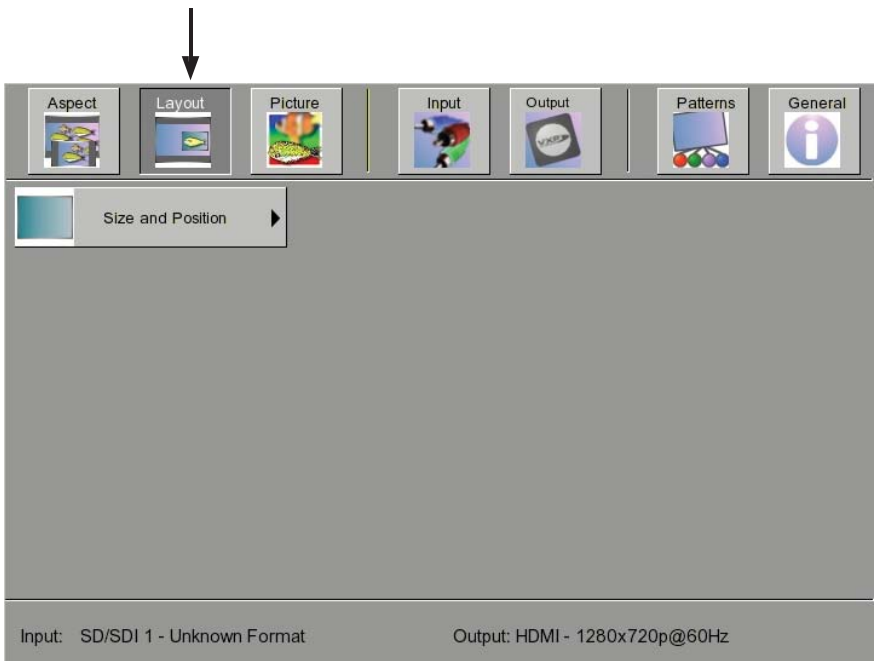 Aspect
Layout
Picture
Input
Output
Patterns
General
VXP
Size and Position
Input: SD/SDI 1 - Unknown Format
Output: HDMI - 1280x720p@60Hz